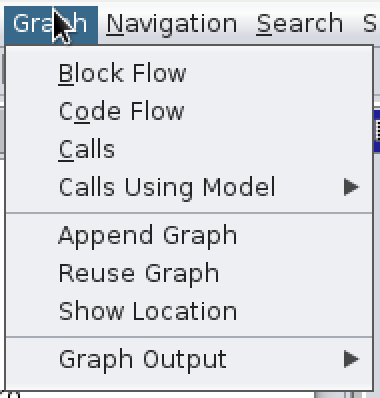 Graph Navigation Search S
Block Flow
Code Flow
Calls
Calls Using Model
Append Graph
Reuse Graph
Show Location
Graph Output